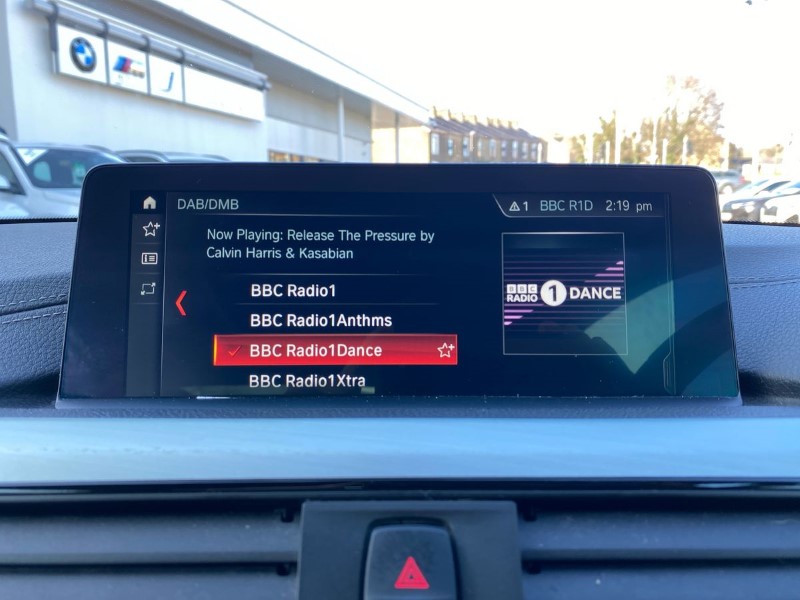 DAB/DMB
1 BBC R1D 2:19 pm
Now Playing: Release The Pressure by
Calvin Harris & Kasabian
BBC Radio1
BBC Radio1Anthms
BBC Radio1Dance
BBC Radio1Xtra
BBC
RADIO 1 DANCE